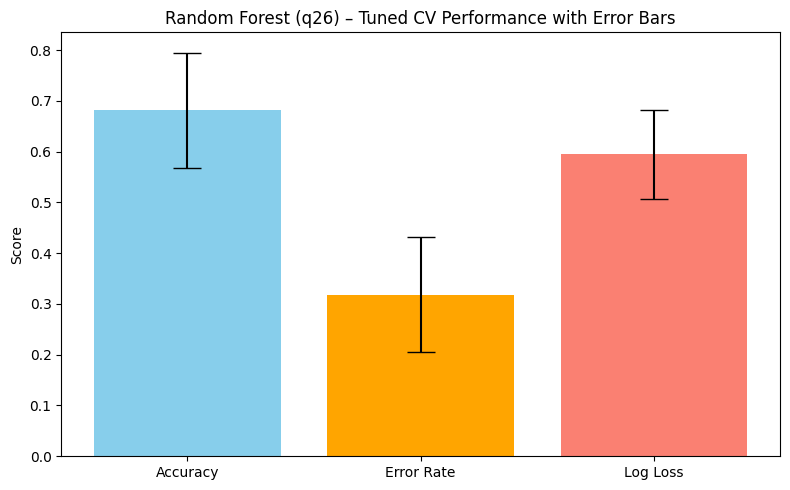 Random Forest (q26) – Tuned CV Performance with Error Bars
Score
0.8
0.7
0.6
0.5
0.4
0.3
0.2
0.1
0.0
Accuracy
Error Rate
Log Loss